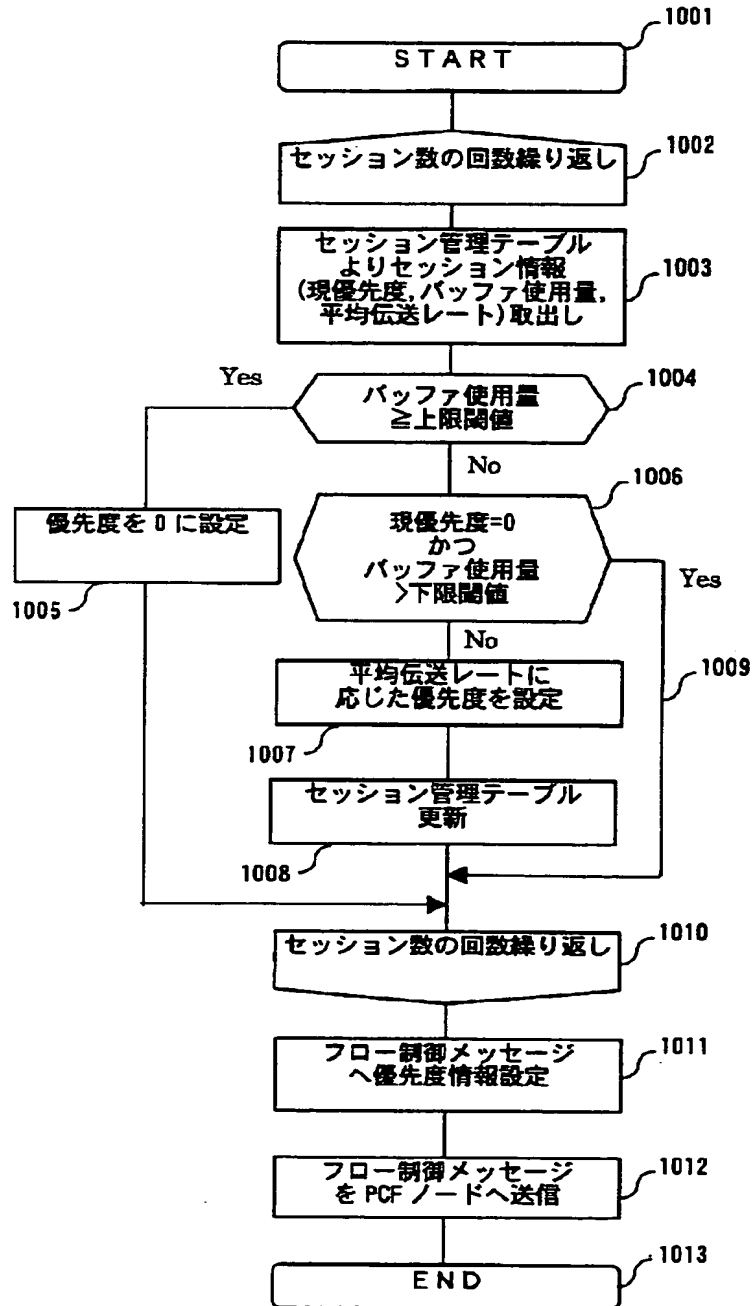 1001
START
1002
セッション数の回数繰り返し
セッション管理テーブル
よりセッション情報
(現優先度,バッファ使用量,
平均伝送レート)取出し
1003
Yes
バッファ使用量
≧上限閾値
1004
No
優先度を0に設定
1005
現優先度=0
かつ
バッファ使用量
>下限閾値
1006
Yes
No
1009
平均伝送レートに
応じた優先度を設定
1007
セッション管理テーブル
更新
1008
セッション数の回数繰り返し
1010
フロー制御メッセージ
へ優先度情報設定
1011
フロー制御メッセージ
をPCFノードへ送信
1012
END
1013